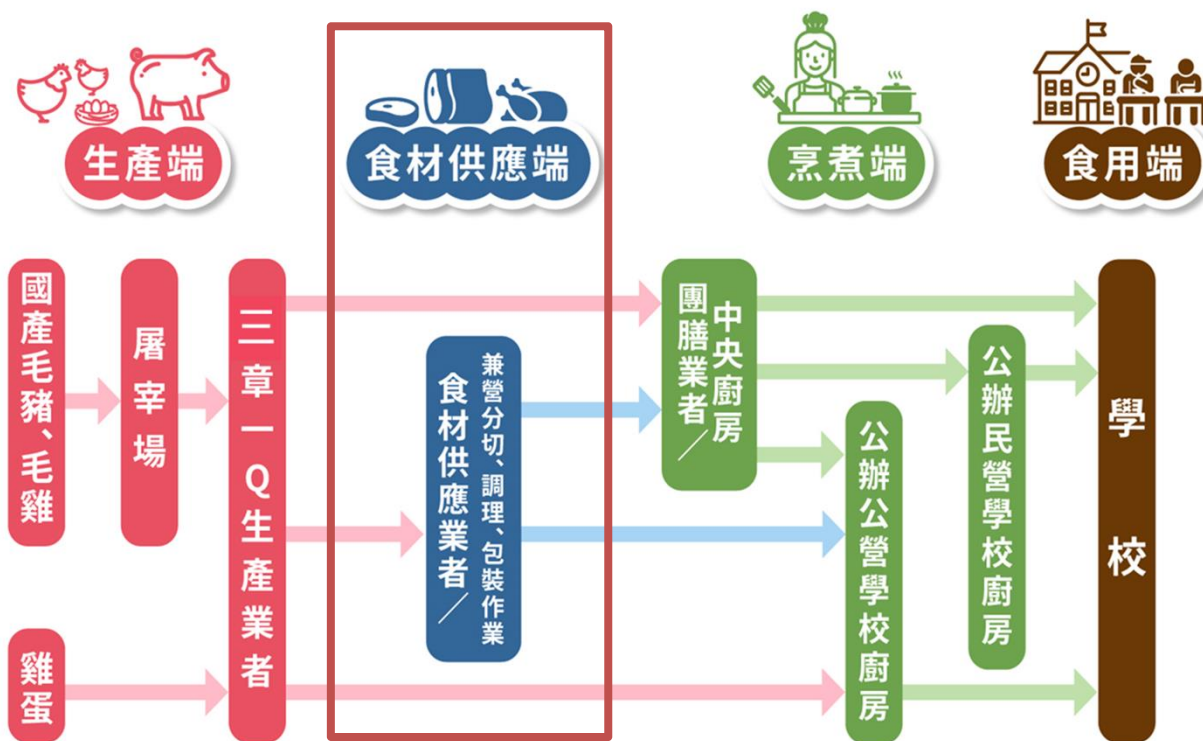 生產端
食材供應端
烹煮端
食用端
國產毛豬、毛雞
屠宰場
三章一Q生產業者
雞蛋
食材供應業者／
兼營分切、調理、包裝作業
團膳業者／
中央廚房
公辦公營學校廚房
公辦民營學校廚房
學校